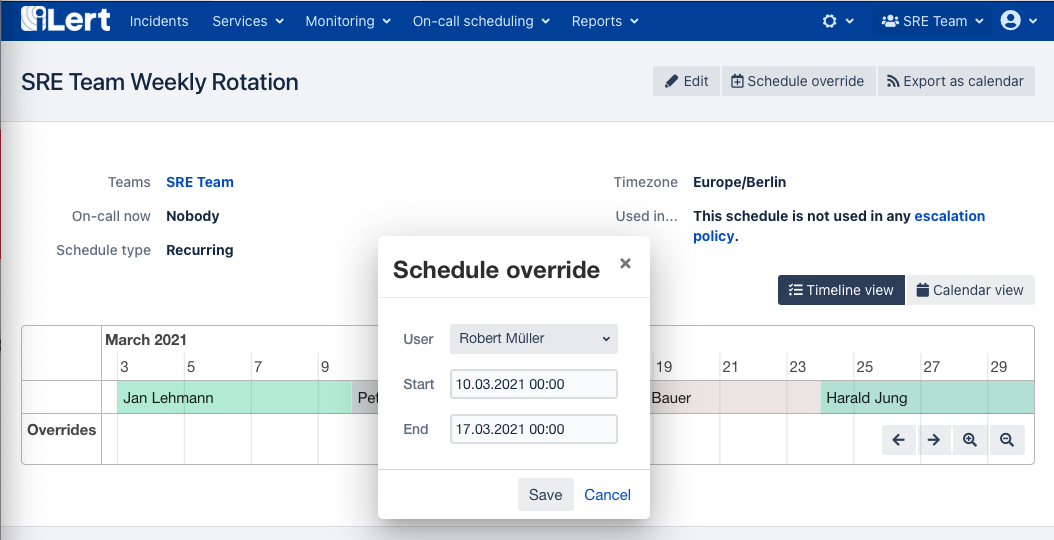 iLert Incidents Services Monitoring On-call scheduling Reports SRE Team
SRE Team Weekly Rotation Edit Schedule override Export as calendar
Teams SRE Team Timezone Europe/Berlin
On-call now Nobody Used in... This schedule is not used in any escalation
policy.
Schedule type Recurring
Schedule override ×
Timeline view Calendar view
User Robert Müller
Start 10.03.2021 00:00
End 17.03.2021 00:00
Save Cancel
March 2021
3 5 7 9 19 21 23 25 27 29
Jan Lehmann Pet Bauer Harald Jung
Overrides